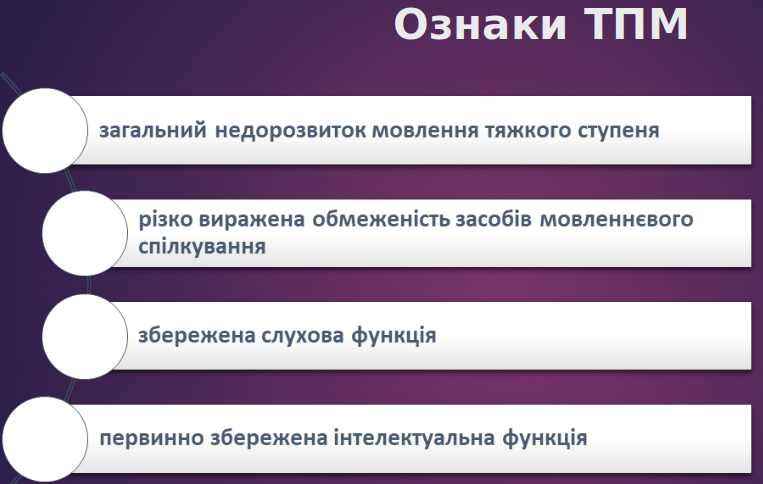 Ознаки ТПМ
загальний недорозвиток мовлення тяжкого ступеня
різко виражена обмеженість засобів мовленнєвого
спілкування
збережена слухова функція
первинно збережена інтелектуальна функція